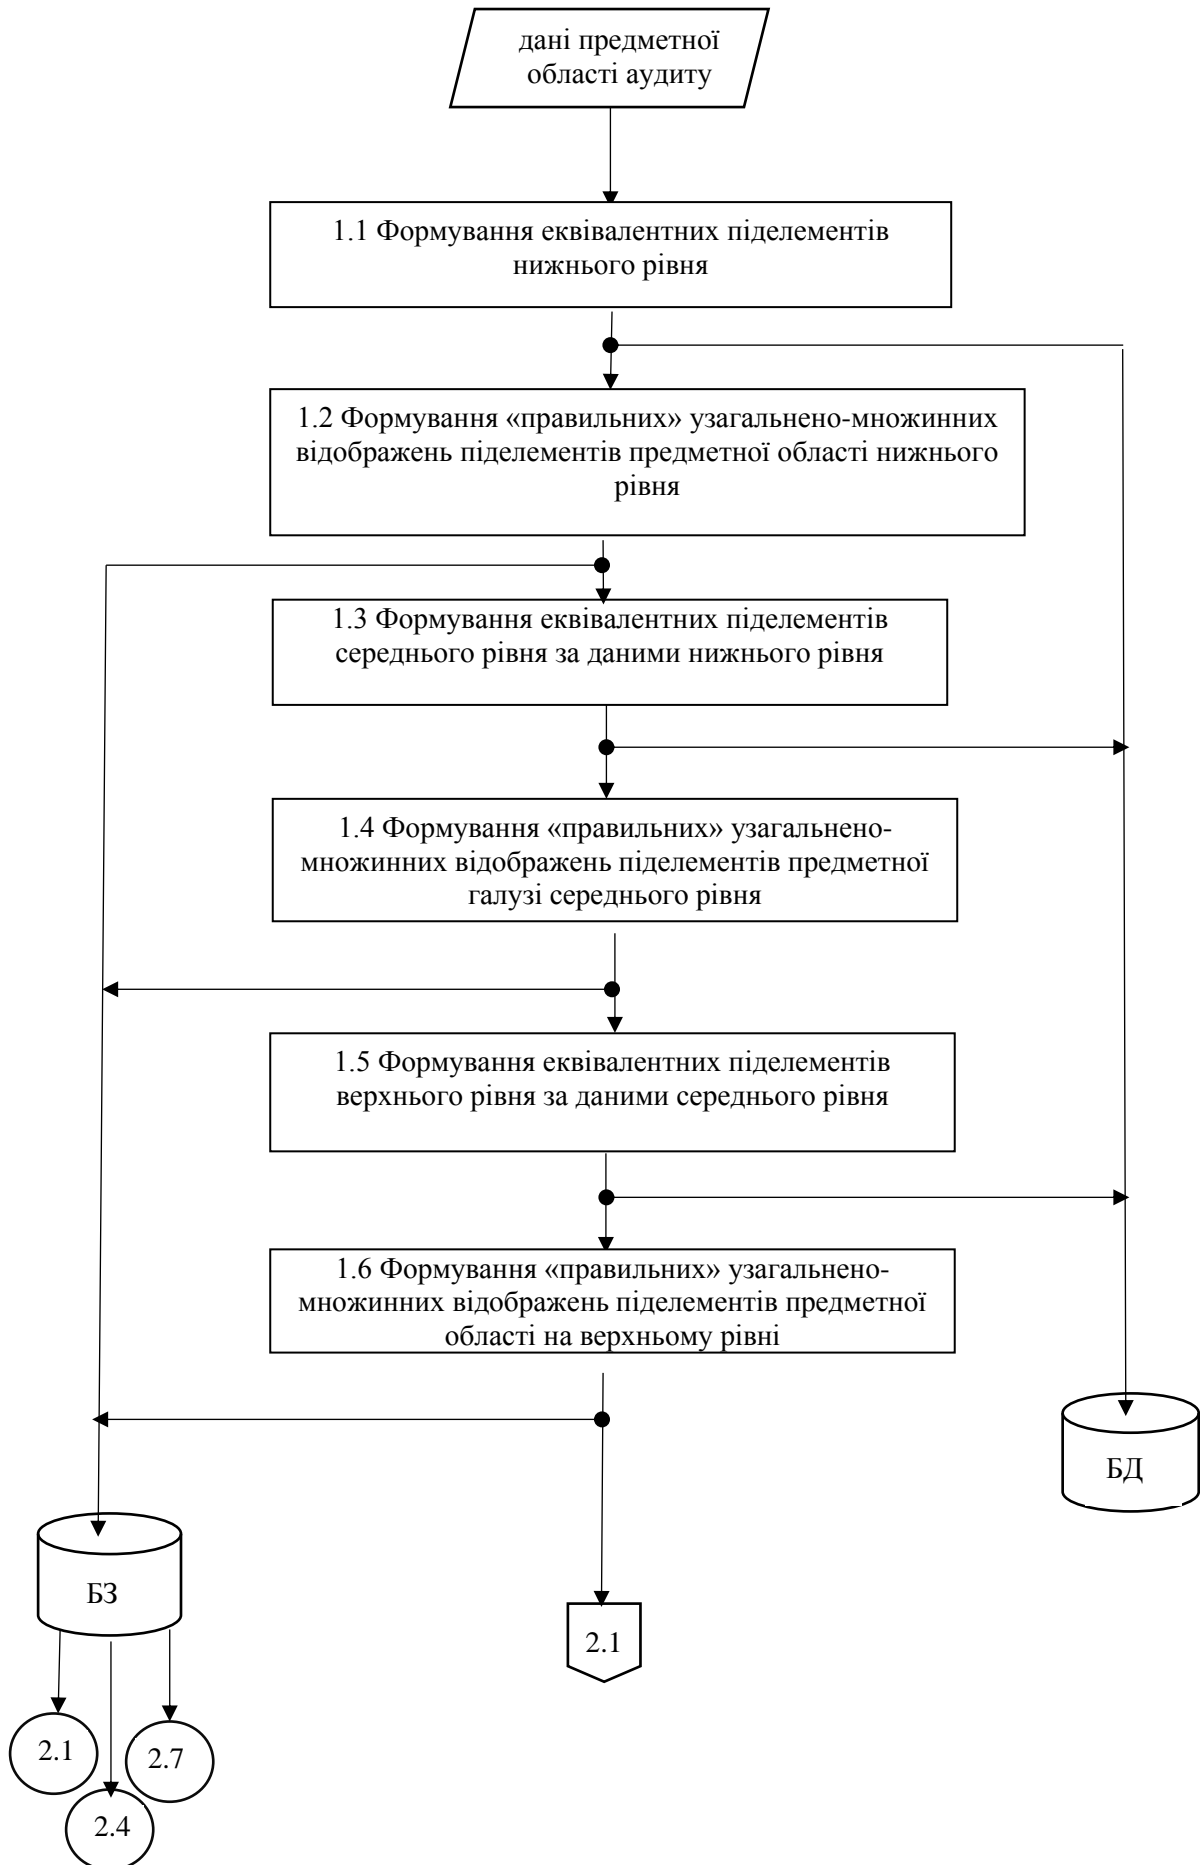 дані предметної
області аудиту
1.1 Формування еквівалентних піделементів
нижнього рівня
1.2 Формування «правильних» узагальнено-множинних
відображень піделементів предметної області нижнього
рівня
1.3 Формування еквівалентних піделементів
середнього рівня за даними нижнього рівня
1.4 Формування «правильних» узагальнено-
множинних відображень піделементів предметної
галузі середнього рівня
1.5 Формування еквівалентних піделементів
верхнього рівня за даними середнього рівня
1.6 Формування «правильних» узагальнено-
множинних відображень піделементів предметної
області на верхньому рівні
БД
БЗ
2.1
2.1
2.7
2.4